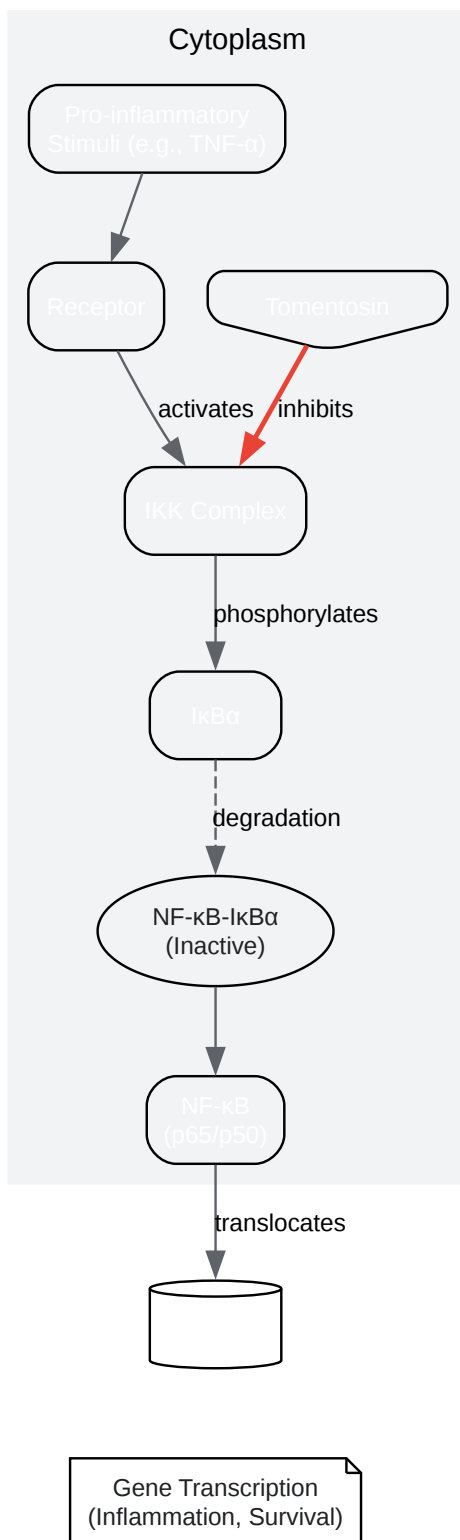 Cytoplasm
Pro-inflammatory
Stimuli (e.g., TNF-α)
Receptor
Tomentosin
activates
inhibits
IKK Complex
phosphorylates
IκBα
degradation
NF-κB-IκBα
(Inactive)
NF-κB
(p65/p50)
translocates
Gene Transcription
(Inflammation, Survival)